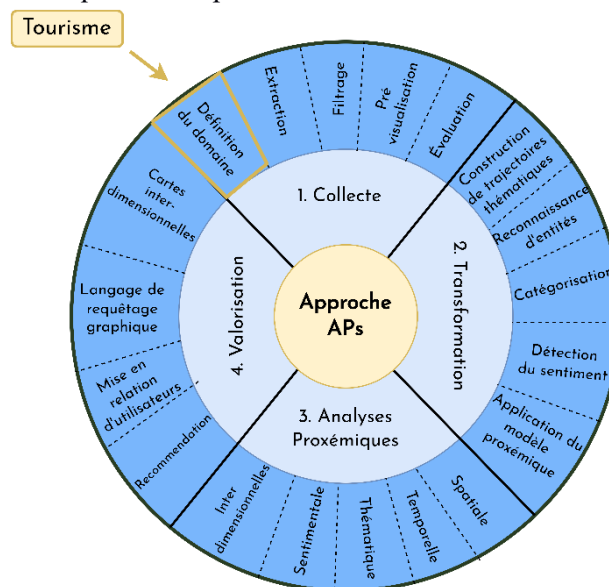 Tourisme
Définition
du domaine
Extraction
Filtrage
Pré
visualisation
Évaluation
Construction
de trajectoires
thématiques
Reconnaissance
d'entités
Catégorisation
Détection
du sentiment
Application du
modèle
proxémique
Spatiale
Temporelle
Thématique
Sentimentale
Inter
dimensionnelles
Recommendation
Mise en
relation
d'utilisateurs
Langage de
requêtage
graphique
Cartes
inter-
dimensionnelles
1. Collecte
2. Transformation
3. Analyses
Proxémiques
4. Valorisation
Approche
APs